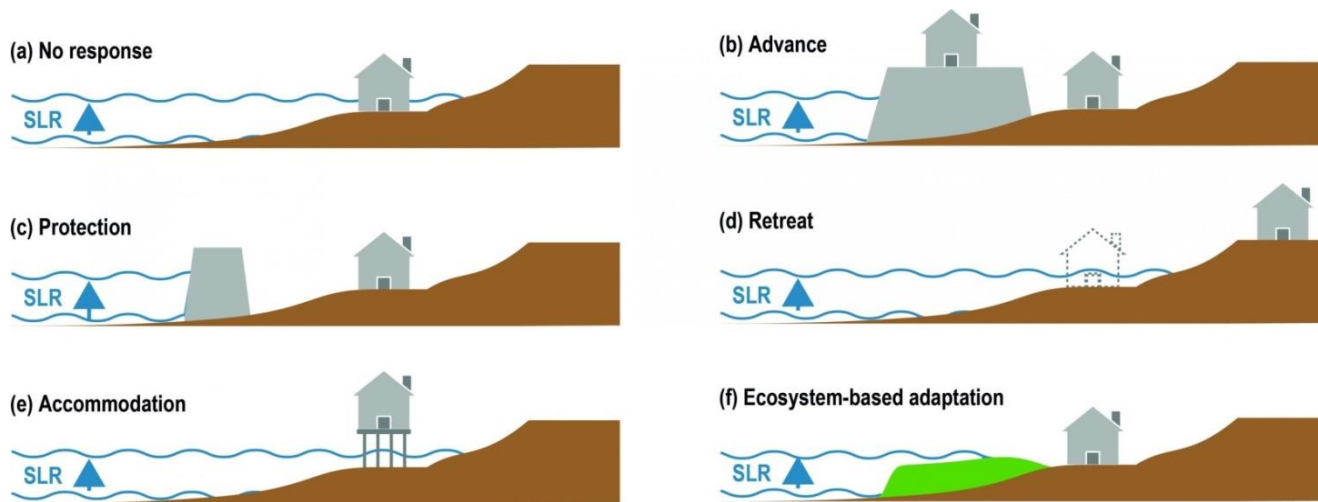 (a) No response
SLR
(b) Advance
SLR
(c) Protection
SLR
(d) Retreat
SLR
(e) Accommodation
SLR
(f) Ecosystem-based adaptation
SLR